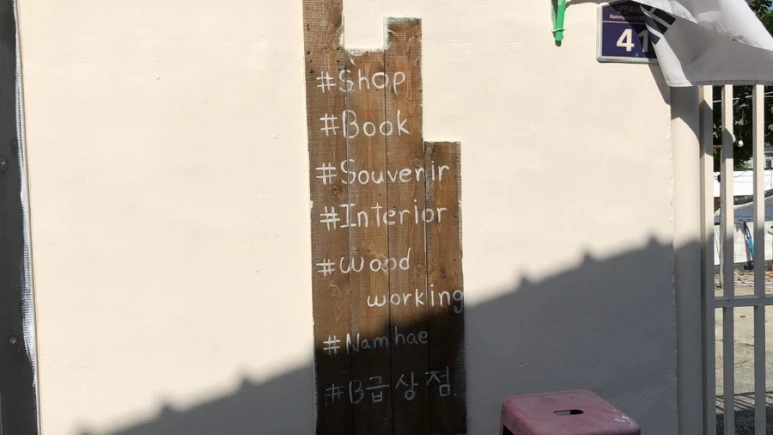 #Shop
#Book
#Souvenir
#Interior
#Wood
working
#Namhae
#B급상점.
41